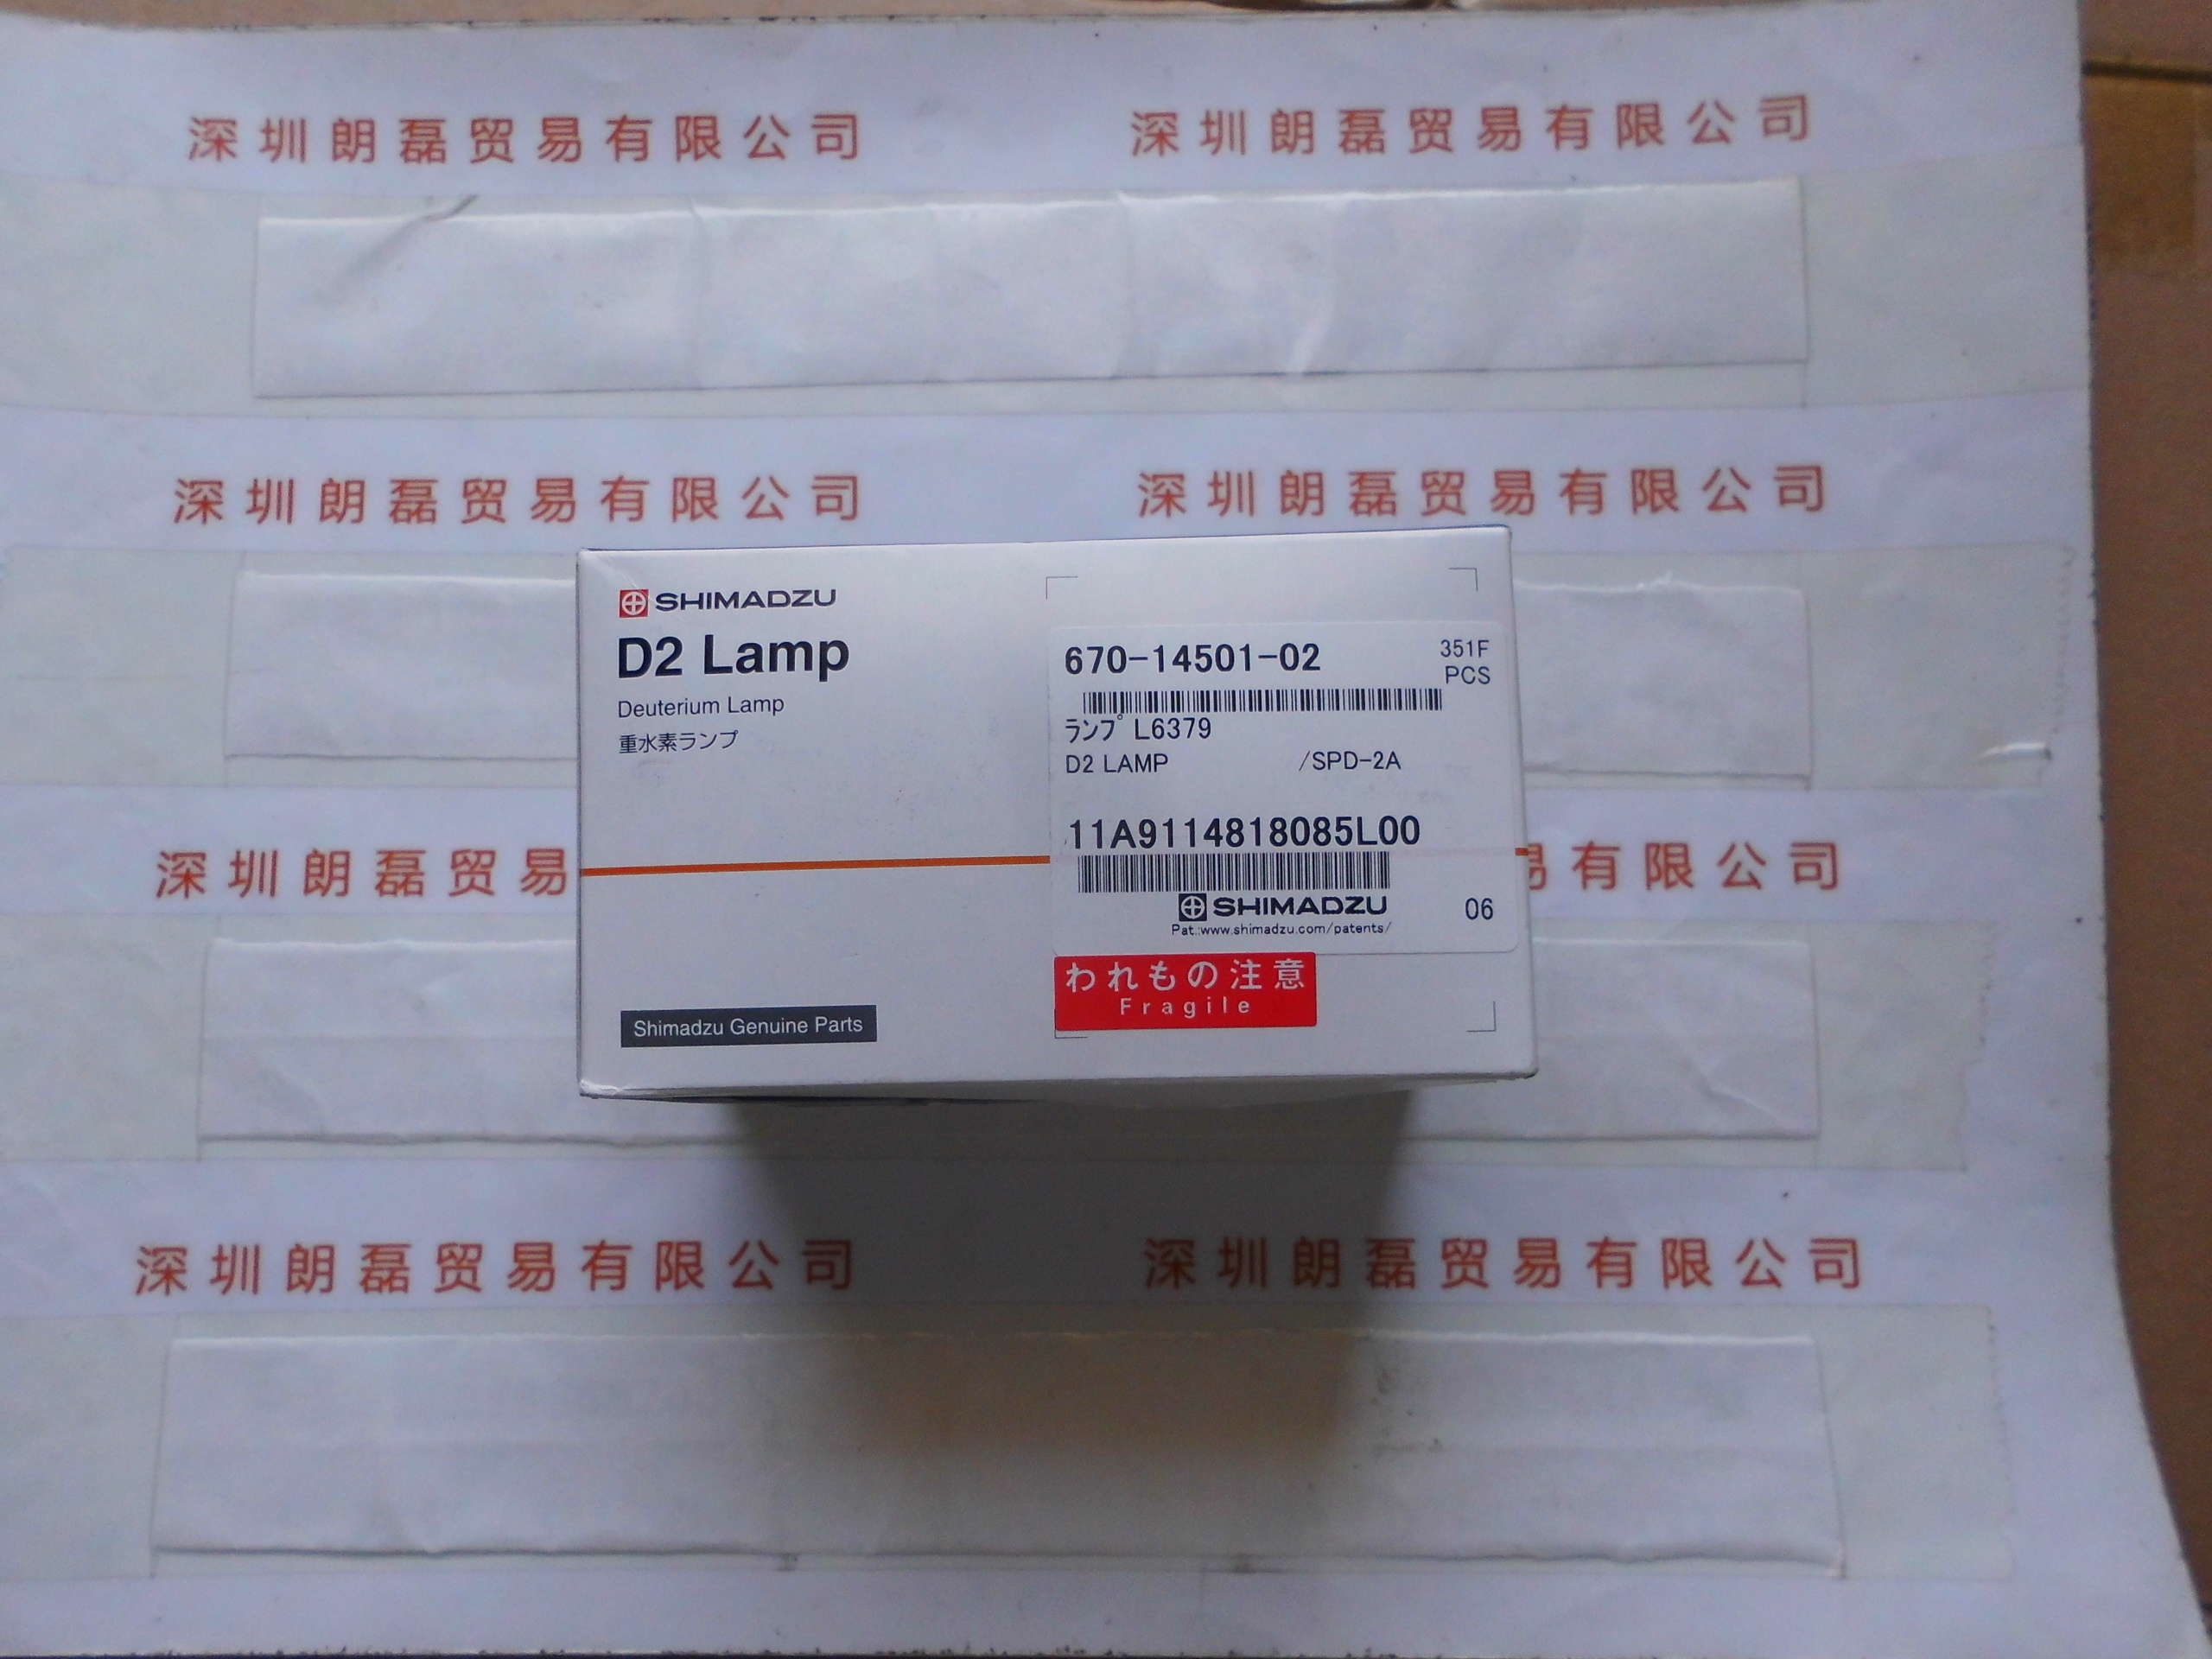 深圳朗磊贸易有限公司 深圳朗磊贸易有限公司
深圳朗磊贸易有限公司 深圳朗磊贸易有限公司
SHIMADZU
D2 Lamp
Deuterium Lamp
重水素ランプ
Shimadzu Genuine Parts
670-14501-02
351F
PCS
ランプ L6379
D2 LAMP /SPD-2A
11A9114818085L00
SHIMADZU
06
Pat.:www.shimadzu.com/patents/
われもの注意
Fragile
深圳朗磊贸易 易有限公司
深圳朗磊贸易有限公司 深圳朗磊贸易有限公司